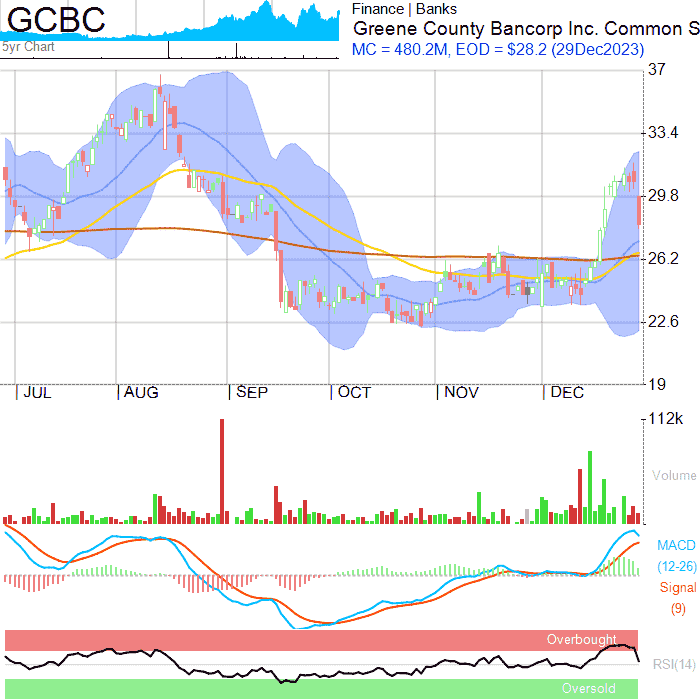 GCBC
5yr Chart
Finance | Banks
Greene County Bancorp Inc. Common S
MC = 480.2M, EOD = $28.2 (29Dec2023)
37
33.4
29.8
26.2
22.6
19
JUL
AUG
SEP
OCT
NOV
DEC
112k
Volume
MACD
(12-26)
Signal
(9)
Overbought
RSI(14)
Oversold